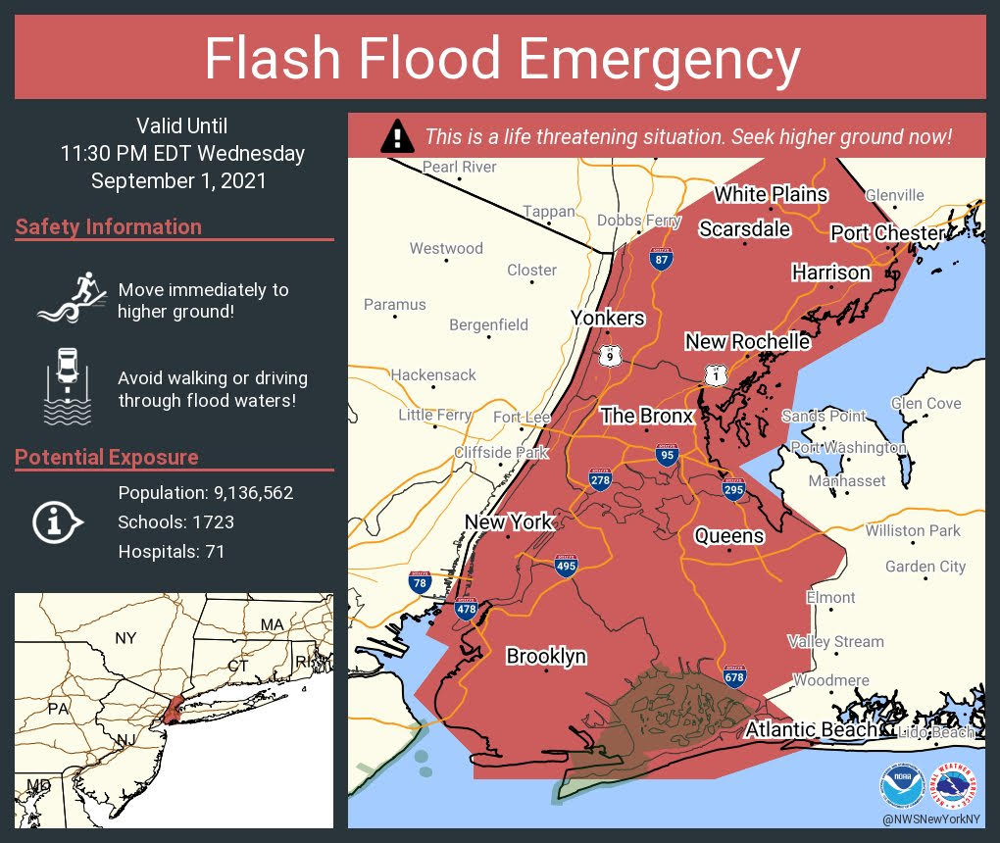 Flash Flood Emergency
Valid Until
11:30 PM EDT Wednesday
September 1, 2021
Safety Information
Move immediately to
higher ground!
Avoid walking or driving
through flood waters!
Potential Exposure
Population: 9,136,562
Schools: 1723
Hospitals: 71
NY
MA
CT
RI
PA
NJ
MD
This is a life threatening situation. Seek higher ground now!
Pearl River
White Plains
Glenville
Tappan
Dobbs Ferry
Scarsdale
Port Chester
Westwood
87
Closter
Harrison
Paramus
Yonkers
Bergenfield
New Rochelle
9
1
Hackensack
Glen Cove
Little Ferry
Fort Lee
The Bronx
Sands Point
Cliffside Park
95
Port Washington
278
295
Manhasset
New York
Queens
Williston Park
495
Garden City
78
Elmont
478
Valley Stream
Brooklyn
678
Woodmere
Atlantic Beach
Lido Beach
NOAA
NATIONAL WEATHER SERVICE
@NWSNewYorkNY